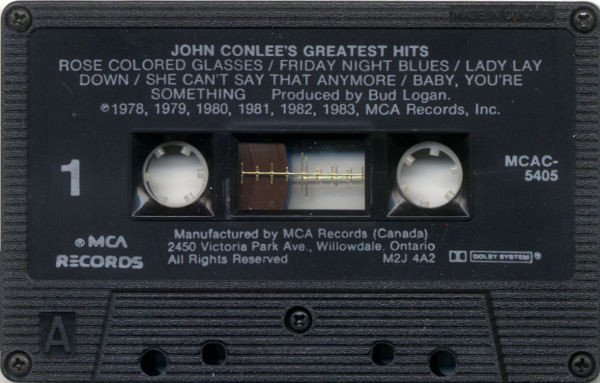 MADE IN CANADA
JOHN CONLEE'S GREATEST HITS
ROSE COLORED GLASSES / FRIDAY NIGHT BLUES / LADY LAY
DOWN / SHE CAN'T SAY THAT ANYMORE / BABY, YOU'RE
SOMETHING Produced by Bud Logan.
℗1978, 1979, 1980, 1981, 1982, 1983, MCA Records, Inc.
1
MCAC-
5405
®MCA
RECORDS
Manufactured by MCA Records (Canada)
2450 Victoria Park Ave., Willowdale, Ontario
All Rights Reserved M2J 4A2
DOLBY SYSTEM®
A